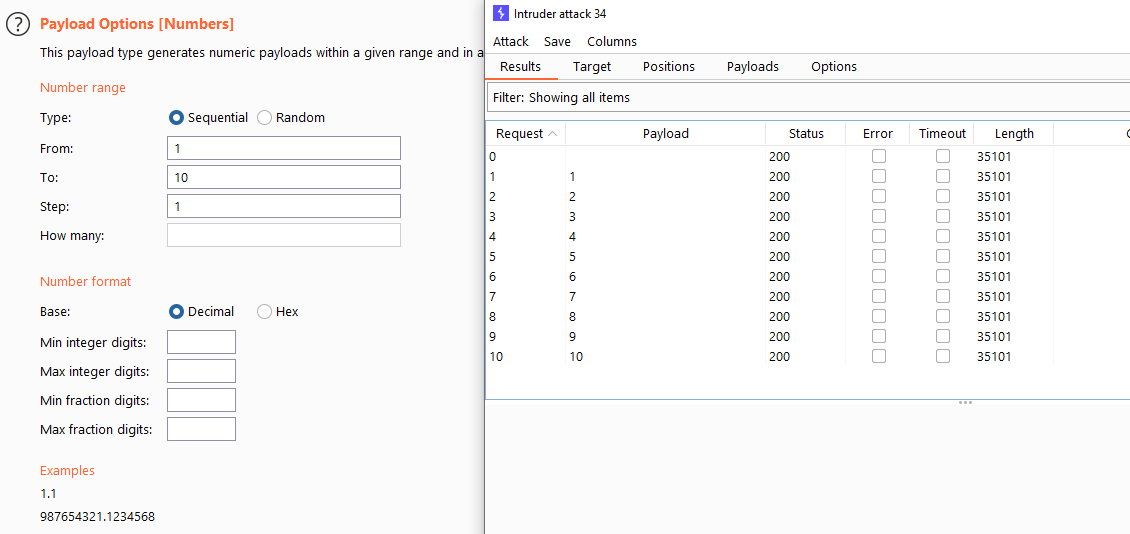 ?
Payload Options [Numbers]
This payload type generates numeric payloads within a given range and in a
Number range
Type: Sequential Random
From: 1
To: 10
Step: 1
How many:
Number format
Base: Decimal Hex
Min integer digits:
Max integer digits:
Min fraction digits:
Max fraction digits:
Examples
1.1
987654321.1234568
Intruder attack 34
Attack Save Columns
Results Target Positions Payloads Options
Filter: Showing all items
Request Payload Status Error Timeout Length
0 200 35101
1 1 200 35101
2 2 200 35101
3 3 200 35101
4 4 200 35101
5 5 200 35101
6 6 200 35101
7 7 200 35101
8 8 200 35101
9 9 200 35101
10 10 200 35101